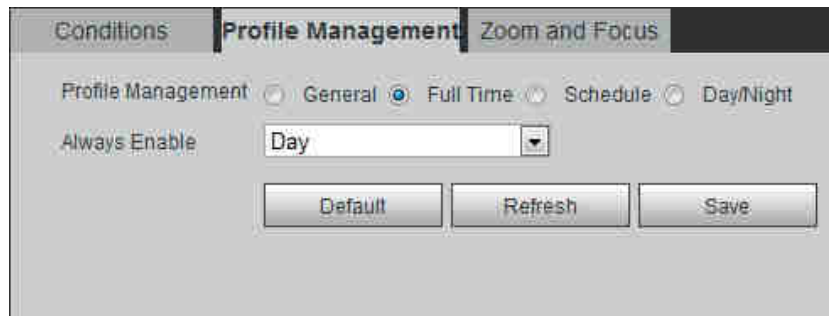 Conditions Profile Management Zoom and Focus
Profile Management General Full Time Schedule Day/Night
Always Enable Day
Default Refresh Save